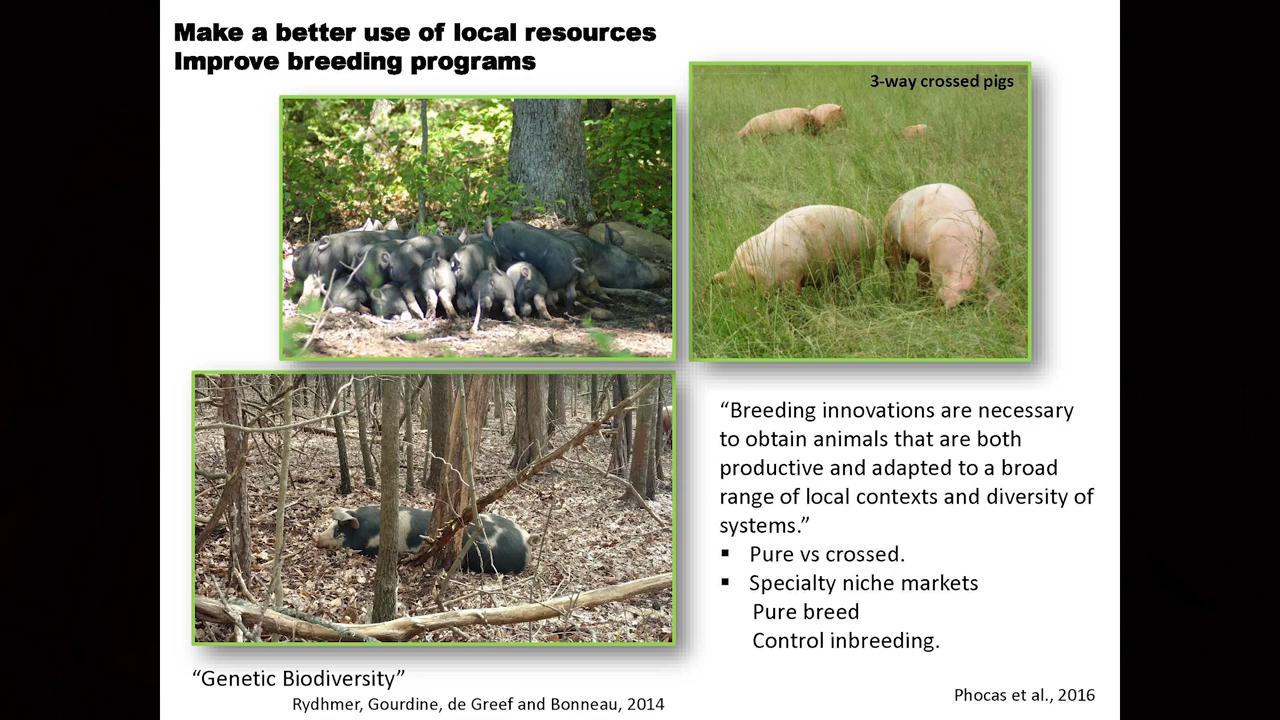 Make a better use of local resources
Improve breeding programs
3-way crossed pigs
“Breeding innovations are necessary
to obtain animals that are both
productive and adapted to a broad
range of local contexts and diversity of
systems.”
▪ Pure vs crossed.
▪ Specialty niche markets
Pure breed
Control inbreeding.
“Genetic Biodiversity”
Rydhmer, Gourdine, de Greef and Bonneau, 2014
Phocas et al., 2016